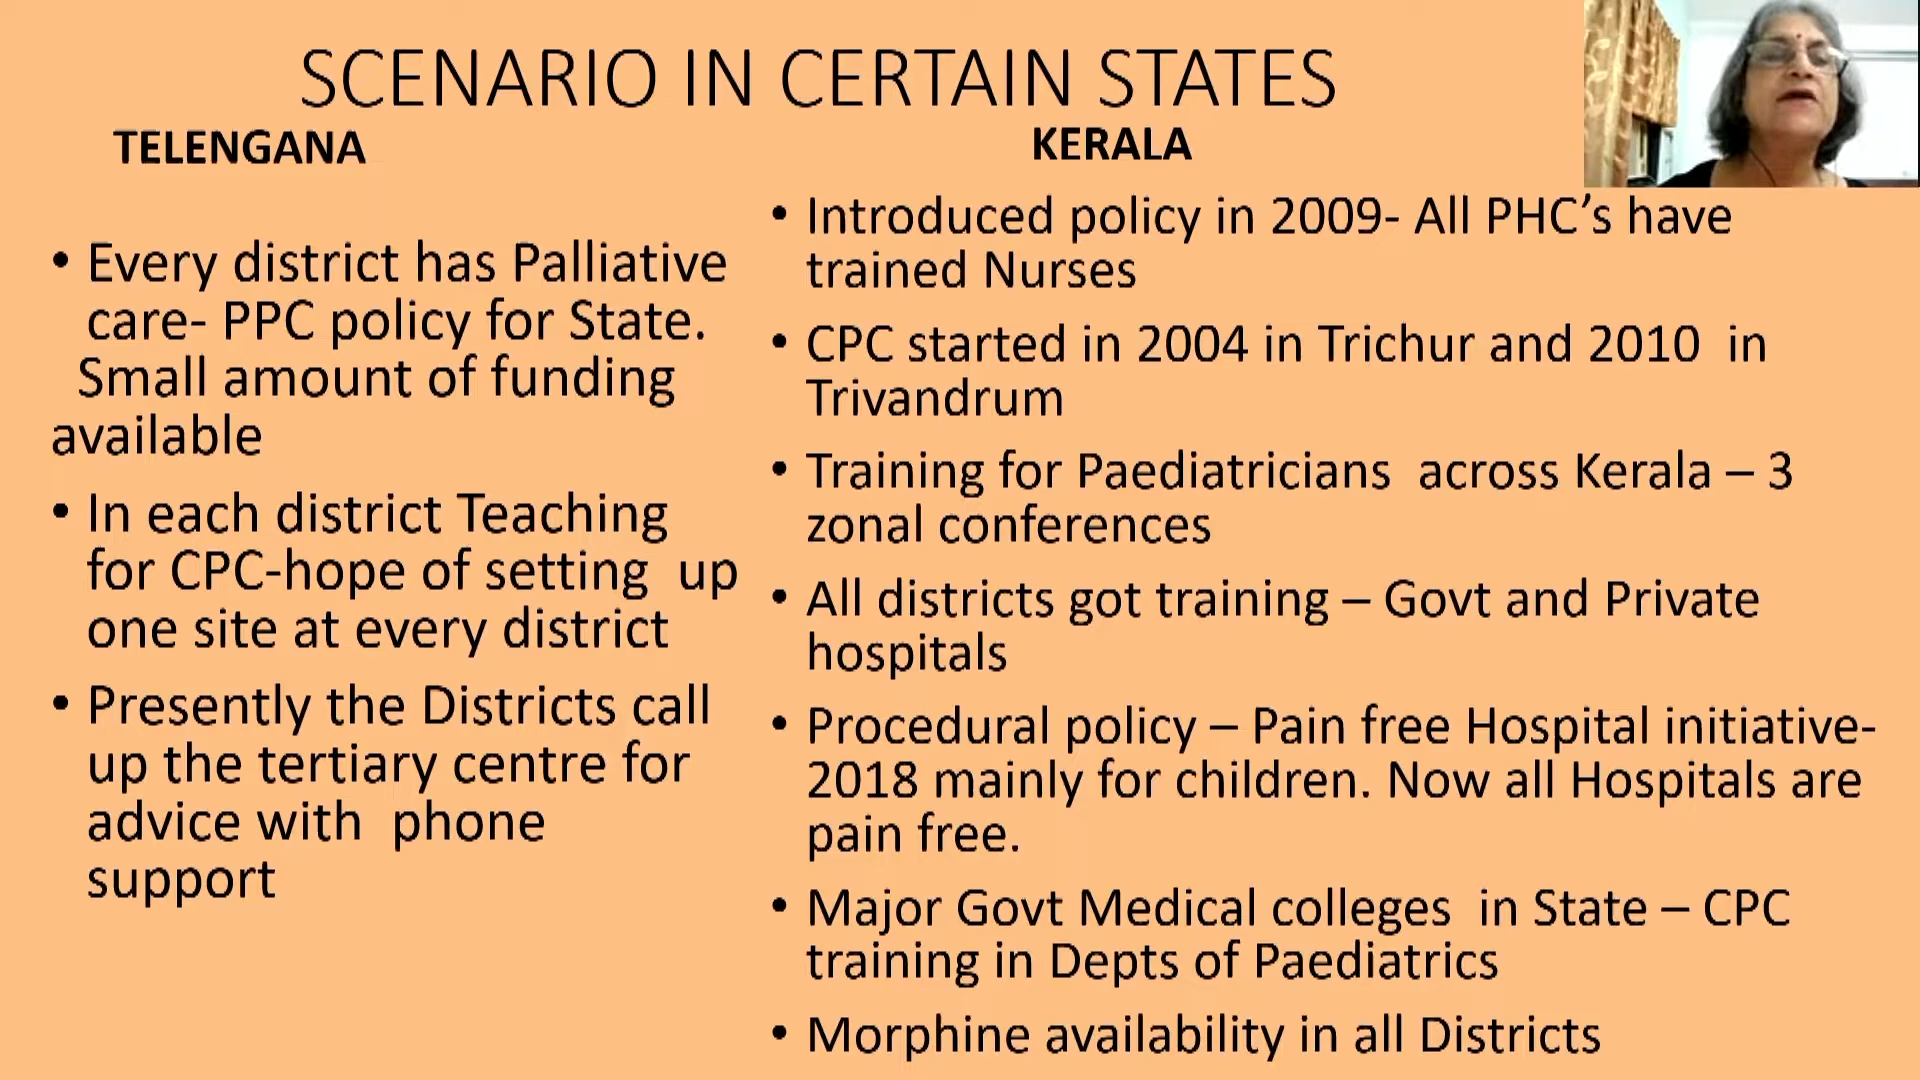 SCENARIO IN CERTAIN STATES
TELENGANA
• Every district has Palliative
care- PPC policy for State.
Small amount of funding
available
• In each district Teaching
for CPC-hope of setting up
one site at every district
• Presently the Districts call
up the tertiary centre for
advice with phone
support
KERALA
• Introduced policy in 2009- All PHC’s have
trained Nurses
• CPC started in 2004 in Trichur and 2010 in
Trivandrum
• Training for Paediatricians across Kerala – 3
zonal conferences
• All districts got training – Govt and Private
hospitals
• Procedural policy – Pain free Hospital initiative-
2018 mainly for children. Now all Hospitals are
pain free.
• Major Govt Medical colleges in State – CPC
training in Depts of Paediatrics
• Morphine availability in all Districts